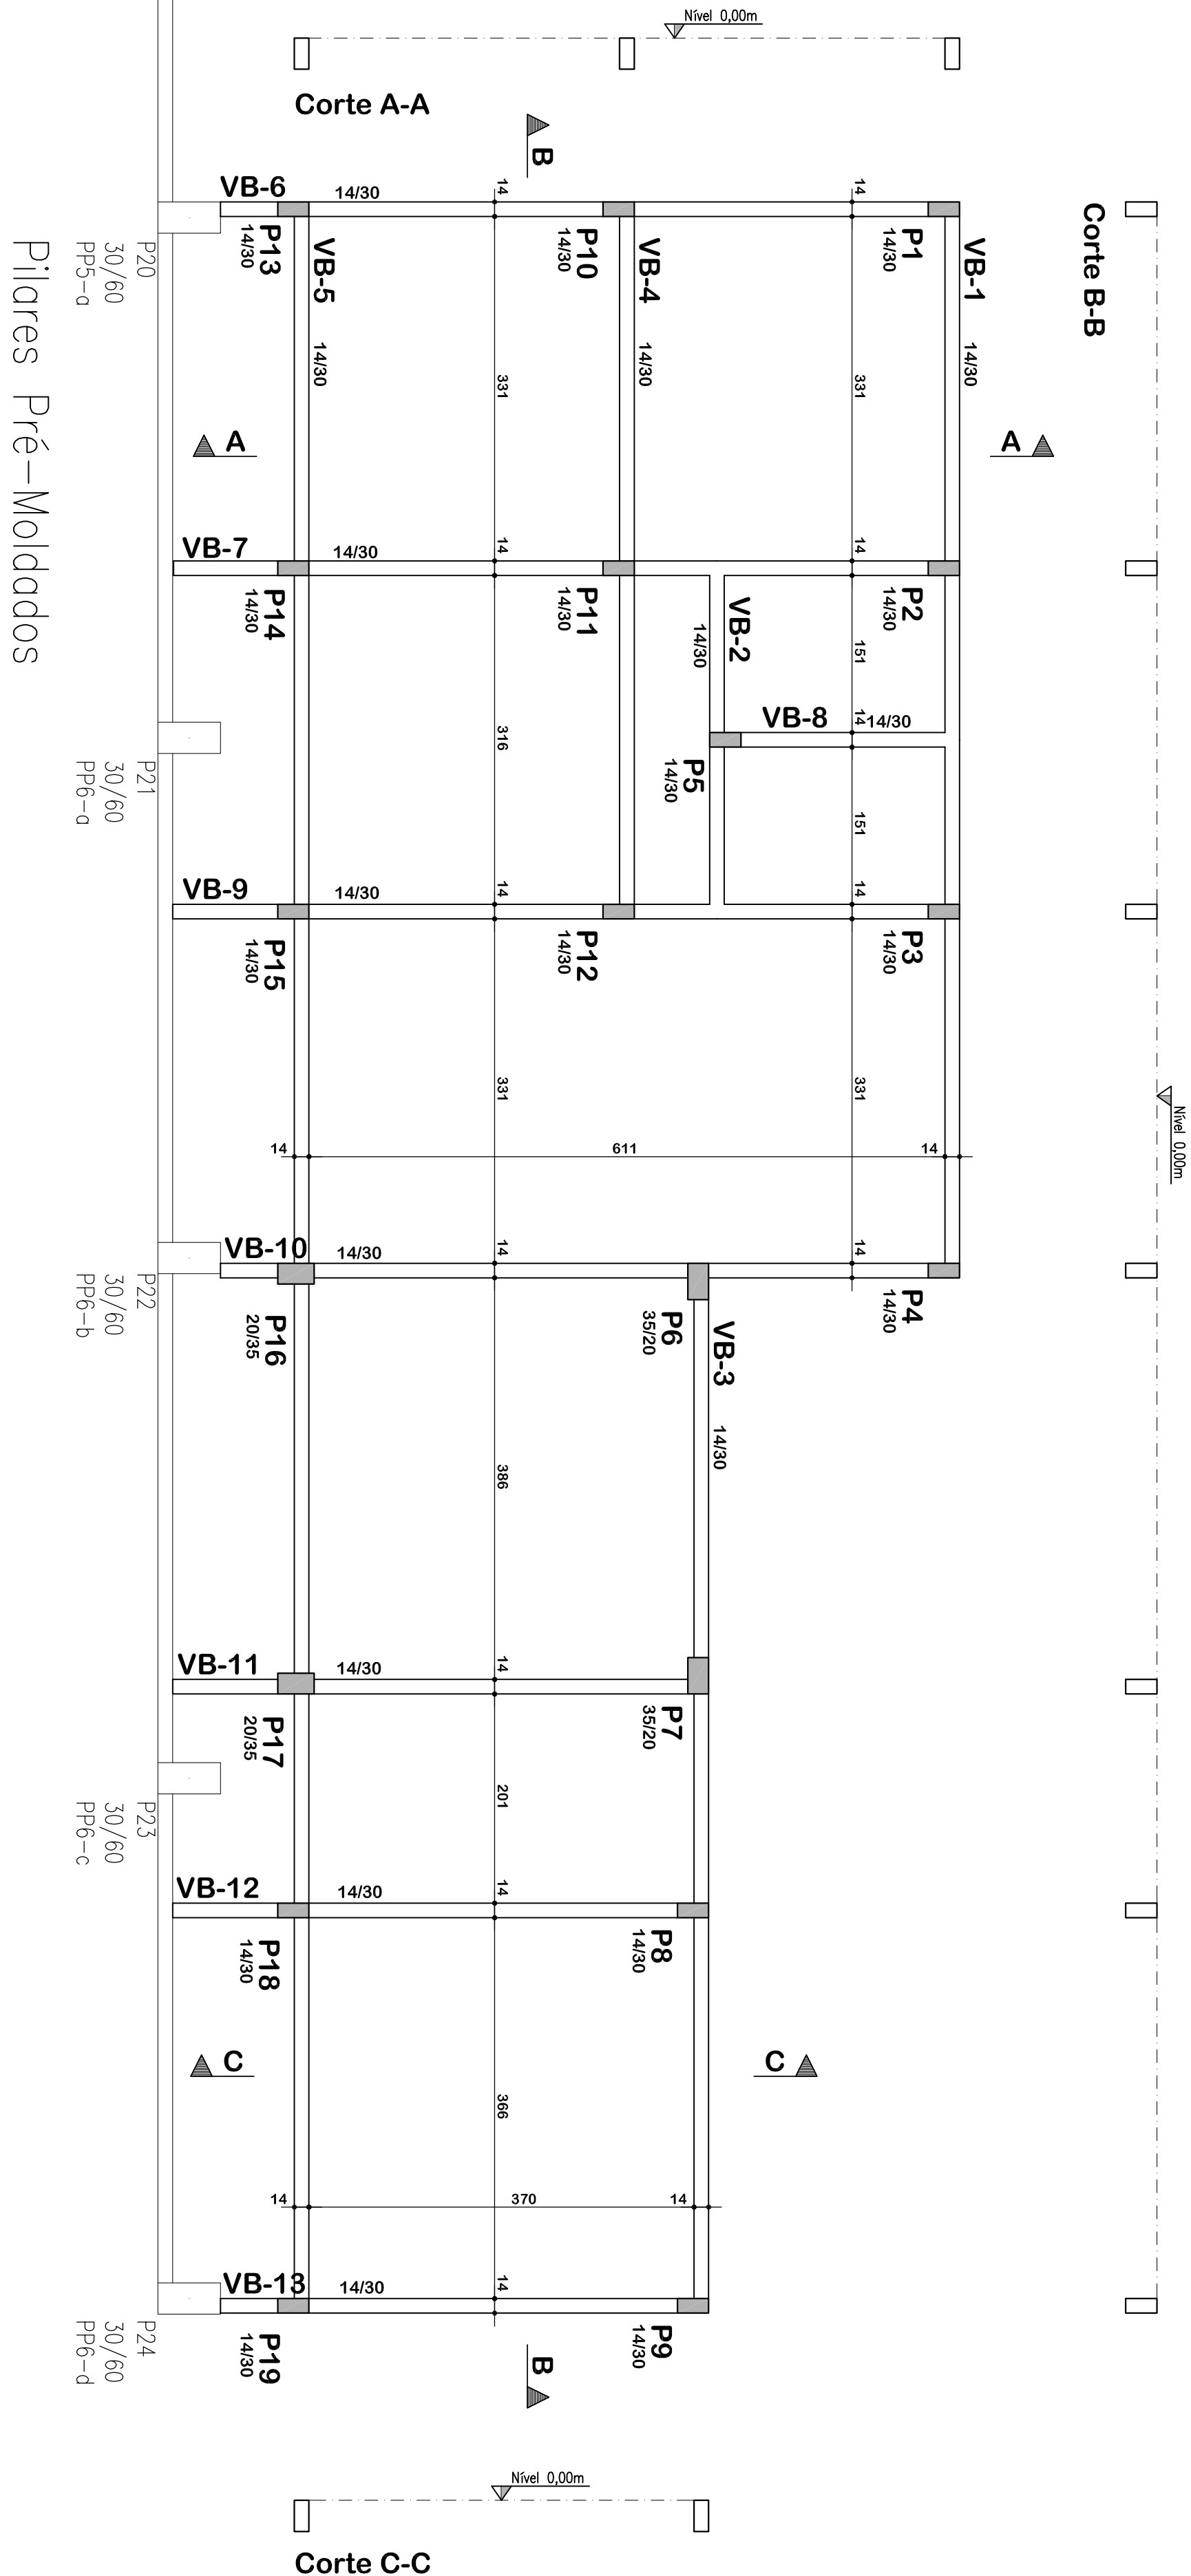 Nível 0,00m
Corte A-A
B
Corte B-B
VB-6
14/30
14
14
P13
14/30
VB-5
14/30
P10
14/30
VB-4
14/30
P1
14/30
VB-1
14/30
P20
30/60
PP5-a
Pilares Pré-Moldados
331
331
A
A
VB-7
14/30
14
14
P14
14/30
P11
14/30
P2
14/30
VB-2
14/30
151
VB-8
14
14/30
316
P5
14/30
P21
30/60
PP6-a
151
VB-9
14/30
14
14
P15
14/30
P12
14/30
P3
14/30
331
331
Nível 0,00m
14
611
14
VB-10
14/30
14
14
P22
30/60
PP6-b
P16
20/35
P6
35/20
VB-3
14/30
P4
14/30
386
VB-11
14/30
14
P17
20/35
P7
35/20
201
P23
30/60
PP6-c
VB-12
14/30
14
P18
14/30
P8
14/30
C
C
366
14
370
14
VB-13
14/30
14
P24
30/60
PP6-d
P19
14/30
P9
14/30
B
Nível 0,00m
Corte C-C